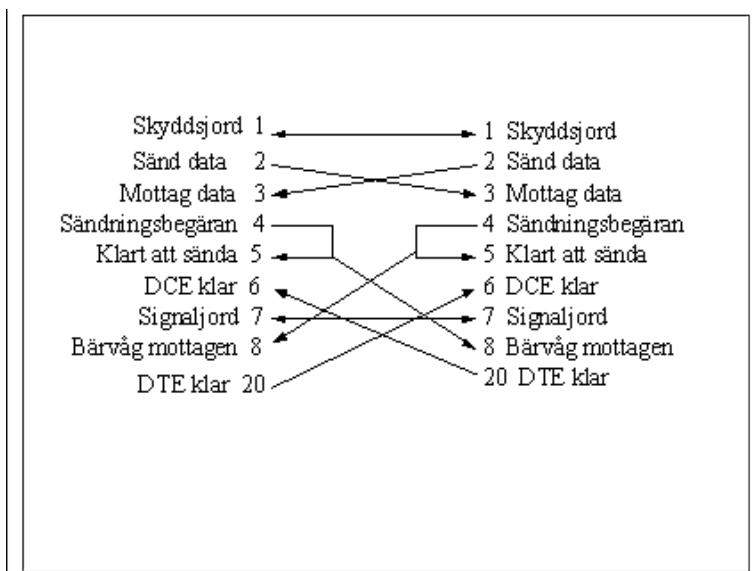 Skyddsjord 1 1 Skyddsjord
Sänd data 2 2 Sänd data
Mottag data 3 3 Mottag data
Sändningsbegäran 4 4 Sändningsbegäran
Klart att sända 5 5 Klart att sända
DCE klar 6 6 DCE klar
Signaljord 7 7 Signaljord
Bärvåg mottagen 8 8 Bärvåg mottagen
DTE klar 20 20 DTE klar